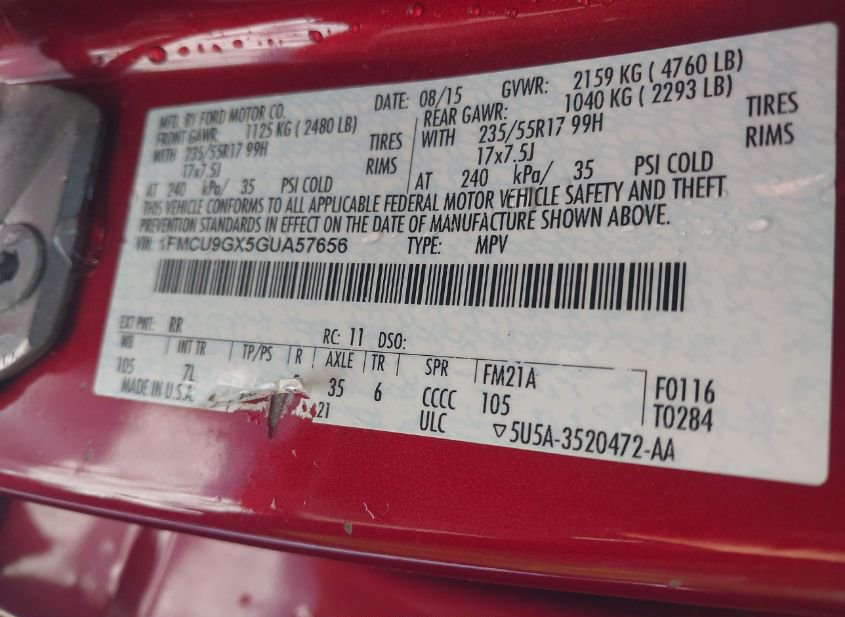 MFD. BY FORD MOTOR CO.
DATE: 08/15 GVWR: 2159 KG ( 4760 LB)
FRONT GAWR: 1125 KG ( 2480 LB)
REAR GAWR: 1040 KG ( 2293 LB)
WITH 235/55R17 99H TIRES
WITH 235/55R17 99H TIRES
17x7.5J RIMS
17x7.5J RIMS
AT 240 kPa/ 35 PSI COLD
AT 240 kPa/ 35 PSI COLD
THIS VEHICLE CONFORMS TO ALL APPLICABLE FEDERAL MOTOR VEHICLE SAFETY AND THEFT
PREVENTION STANDARDS IN EFFECT ON THE DATE OF MANUFACTURE SHOWN ABOVE.
VIN: 1FMCU9GX5GUA57656 TYPE: MPV
EXT PNT: RR RC: 11 DSO:
WB INT TR TP/PS R AXLE TR SPR FM21A F0116
105 7L 35 6 CCCC 105 T0284
MADE IN U.S.A. 21 ULC ▽5U5A-3520472-AA